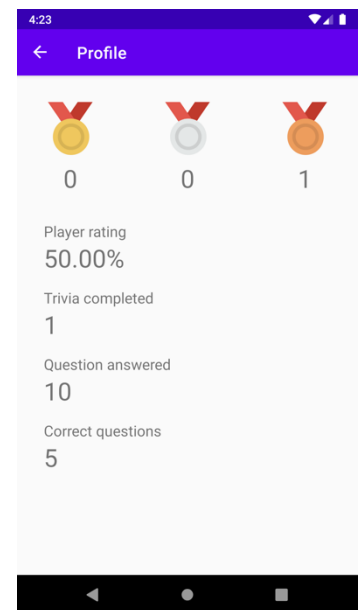 4:23
Profile
0 0 1
Player rating
50.00%
Trivia completed
1
Question answered
10
Correct questions
5